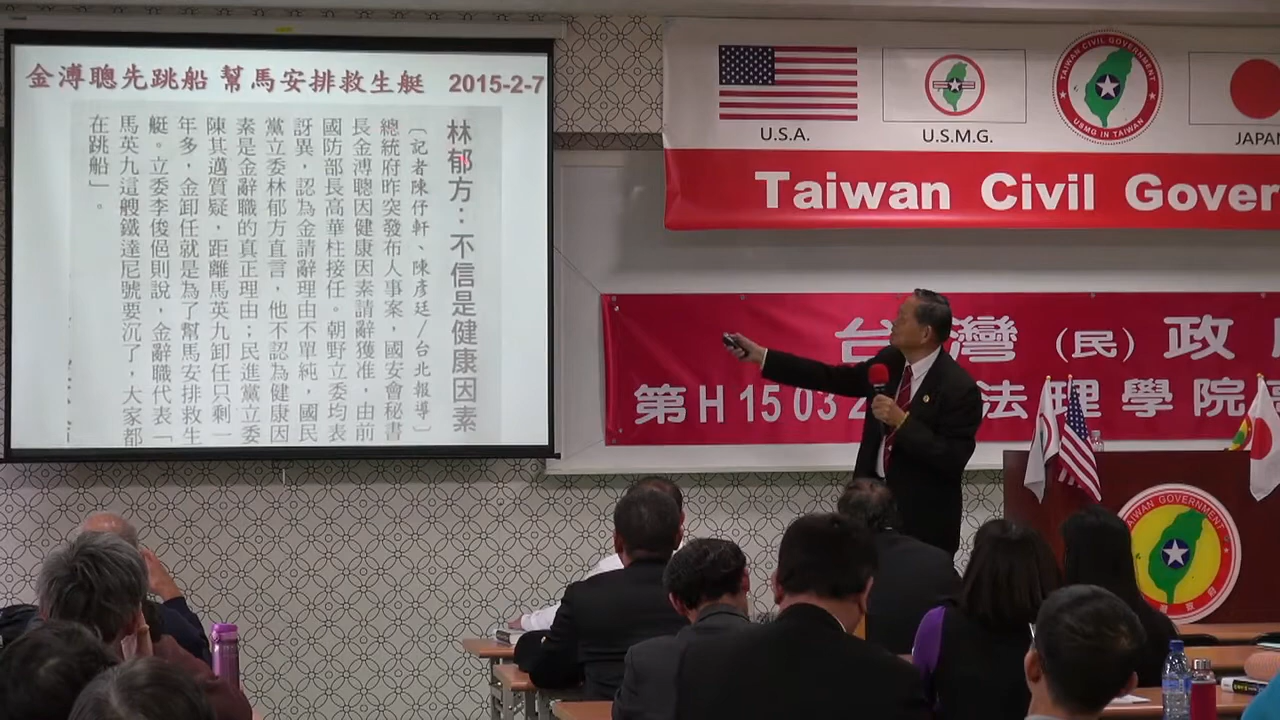 金溥聰先跳船 幫馬安排救生艇 2015-2-7
林郁方：不信是健康因素
〔記者陳仔軒、陳彥廷／台北報導〕
總統府昨突發布人事案，國安會秘書
長金溥聰因健康因素請辭獲准，由前
國防部長高華柱接任。朝野立委均表
訝異，認為金請辭理由不單純，國民
黨立委林郁方直言，他不認為健康因
素是金辭職的真正理由；民進黨立委
陳其邁質疑，距離馬英九卸任只剩一
年多，金卸任就是為了幫馬安排救生
艇。立委李俊俋則說，金辭職代表「
馬英九這艘鐵達尼號要沉了，大家都
在跳船」。
U.S.A.
U.S.M.G.
TAIWAN CIVIL GOVERNMENT
USMG IN TAIWAN
JAPAN
Taiwan Civil Gover
台灣（民）政
第H 15 03 2 法理學院
TAIWAN GOVERNMENT